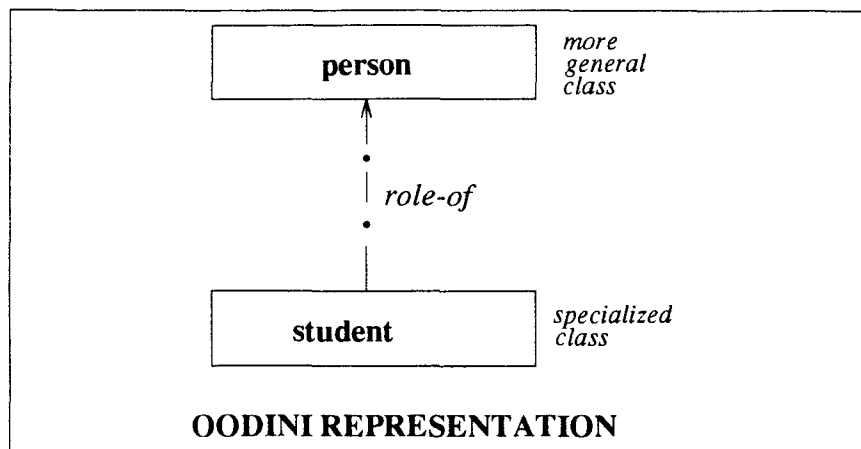 person
more
general
class
role-of
student
specialized
class
OODINI REPRESENTATION